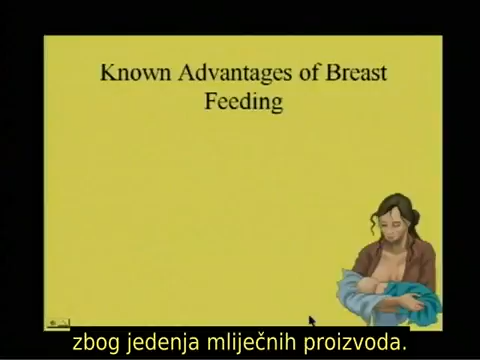 Known Advantages of Breast
Feeding
zbog jedenja mliječnih proizvoda.